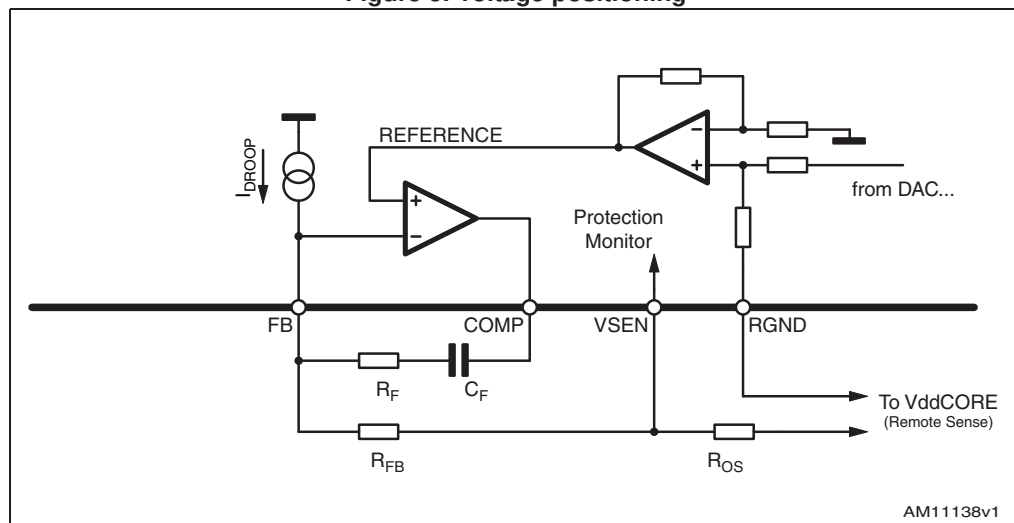 Figure 8. Voltage positioning
REFERENCE
IDROOP
from DAC...
Protection
Monitor
+
−
−
+
FB
COMP
VSEN
RGND
RF
CF
To VddCORE
(Remote Sense)
RFB
ROS
AM11138v1